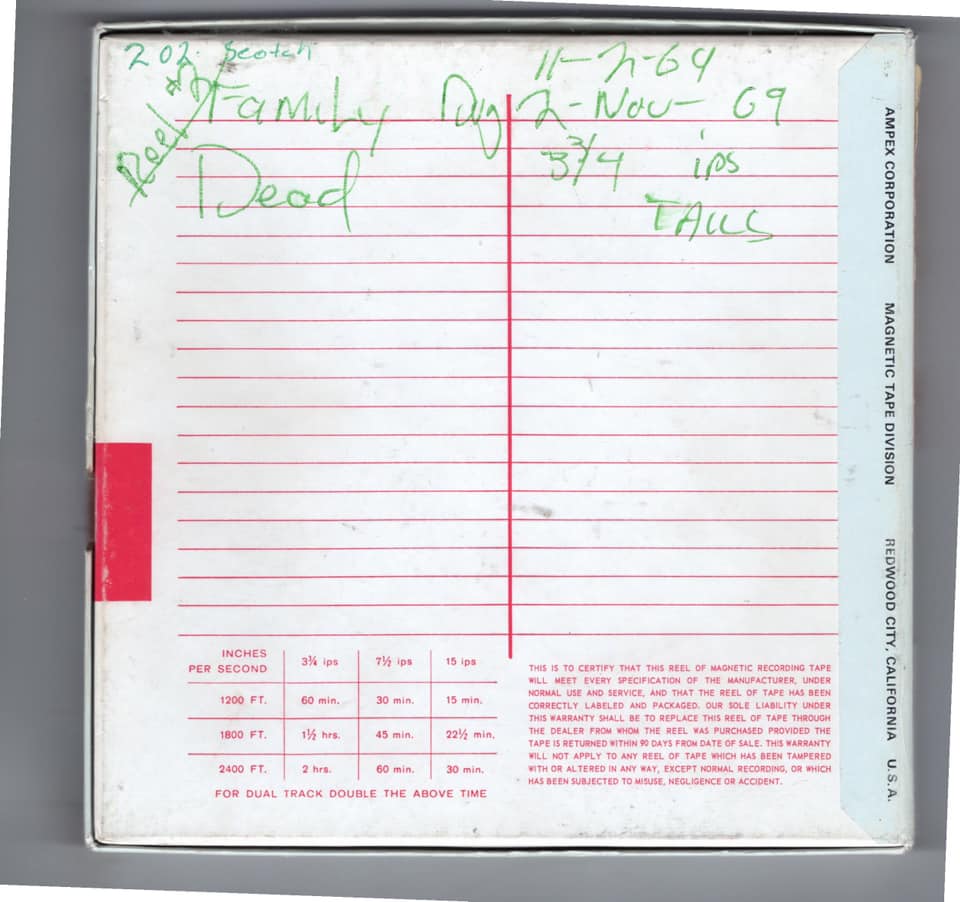 202 Scotch
11-2-69
Reel #2
Family Dog 2-Nov-69
Dead 3 3/4 ips
TAILS
AMPEX CORPORATION MAGNETIC TAPE DIVISION REDWOOD CITY, CALIFORNIA U.S.A.
INCHES PER SECOND 3¾ ips 7½ ips 15 ips
1200 FT. 60 min. 30 min. 15 min.
1800 FT. 1½ hrs. 45 min. 22½ min.
2400 FT. 2 hrs. 60 min. 30 min.
FOR DUAL TRACK DOUBLE THE ABOVE TIME
THIS IS TO CERTIFY THAT THIS REEL OF MAGNETIC RECORDING TAPE
WILL MEET EVERY SPECIFICATION OF THE MANUFACTURER, UNDER
NORMAL USE AND SERVICE, AND THAT THE REEL OF TAPE HAS BEEN
CORRECTLY LABELED AND PACKAGED. OUR SOLE LIABILITY UNDER
THIS WARRANTY SHALL BE TO REPLACE THIS REEL OF TAPE THROUGH
THE DEALER FROM WHOM THE REEL WAS PURCHASED PROVIDED THE
TAPE IS RETURNED WITHIN 90 DAYS FROM DATE OF SALE. THIS WARRANTY
WILL NOT APPLY TO ANY REEL OF TAPE WHICH HAS BEEN TAMPERED
WITH OR ALTERED IN ANY WAY, EXCEPT NORMAL RECORDING, OR WHICH
HAS BEEN SUBJECTED TO MISUSE, NEGLIGENCE OR ACCIDENT.